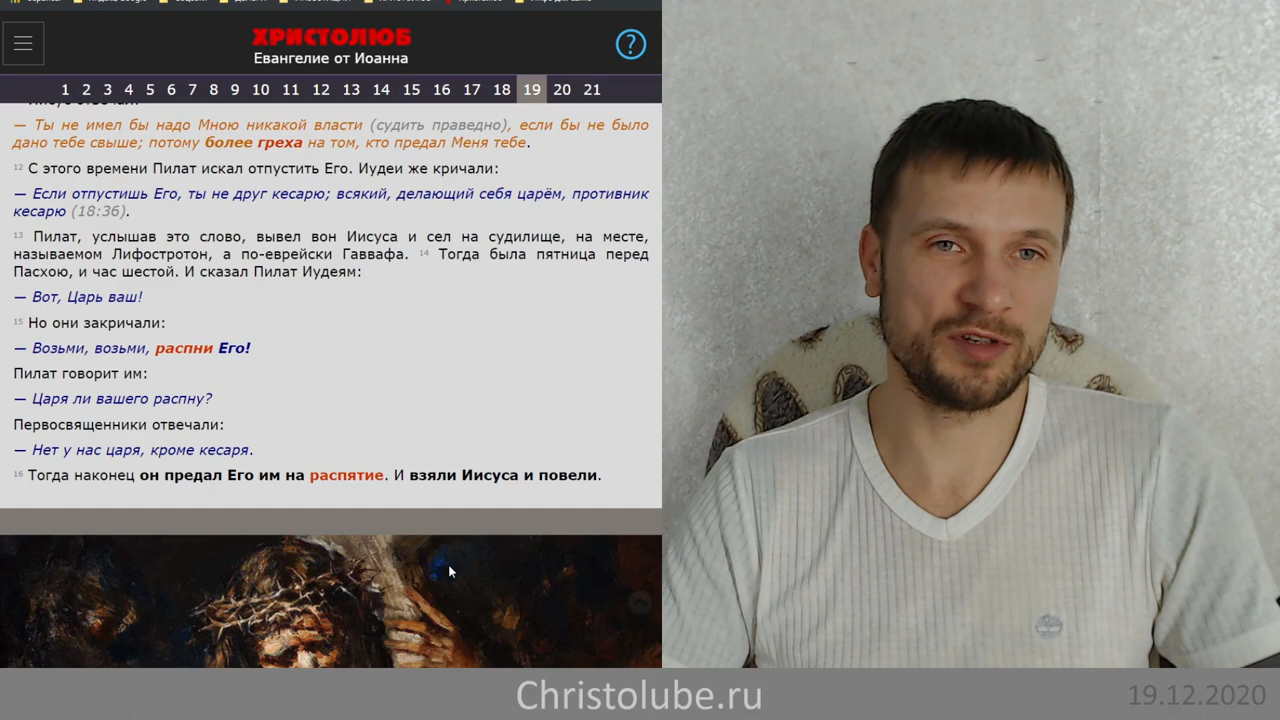 ХРИСТОЛЮБ
Евангелие от Иоанна
1 2 3 4 5 6 7 8 9 10 11 12 13 14 15 16 17 18 19 20 21
— Ты не имел бы надо Мною никакой власти (судить праведно), если бы не было
дано тебе свыше; потому более греха на том, кто предал Меня тебе.
12 С этого времени Пилат искал отпустить Его. Иудеи же кричали:
— Если отпустишь Его, ты не друг кесарю; всякий, делающий себя царём, противник
кесарю (18:36).
13 Пилат, услышав это слово, вывел вон Иисуса и сел на судилище, на месте,
называемом Лифостротон, а по-еврейски Гаввафа. 14 Тогда была пятница перед
Пасхою, и час шестой. И сказал Пилат Иудеям:
— Вот, Царь ваш!
15 Но они закричали:
— Возьми, возьми, распни Его!
Пилат говорит им:
— Царя ли вашего распну?
Первосвященники отвечали:
— Нет у нас царя, кроме кесаря.
16 Тогда наконец он предал Его им на распятие. И взяли Иисуса и повели.
Christolube.ru
19.12.2020